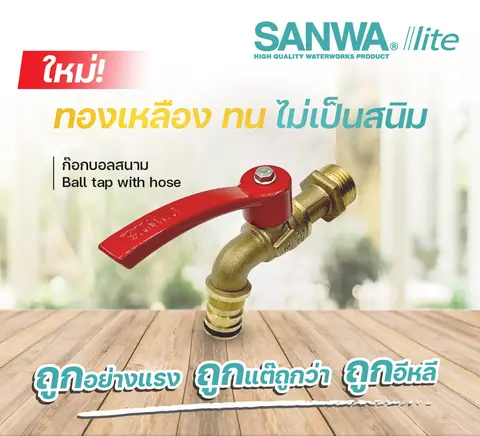 SANWA® lite
HIGH QUALITY WATERWORKS PRODUCT
ใหม่!
ทองเหลือง ทน ไม่เป็นสนิม
ก๊อกบอลสนาม
Ball tap with hose
ถูกอย่างแรง ถูกแต๊ถูกว่า ถูกอีหลี